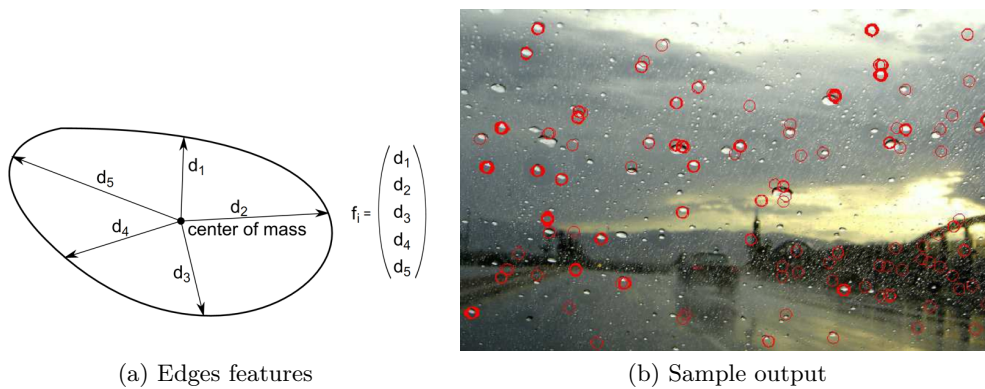 d1
d5
d2
center of mass
d4
d3
fi =
d1
d2
d3
d4
d5
(a) Edges features
(b) Sample output